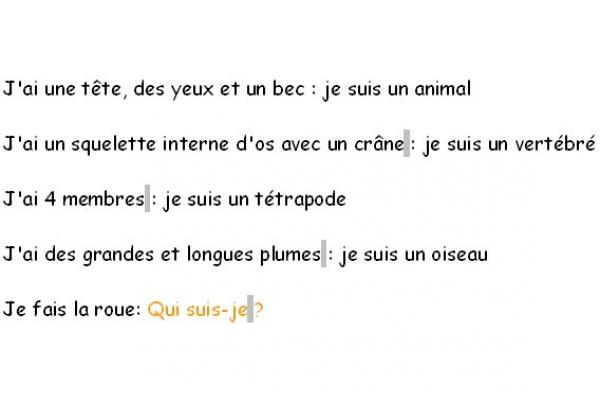 J'ai une tête, des yeux et un bec : je suis un animal
J'ai un squelette interne d'os avec un crâne : je suis un vertébré
J'ai 4 membres : je suis un tétrapode
J'ai des grandes et longues plumes : je suis un oiseau
Je fais la roue: Qui suis-je ?